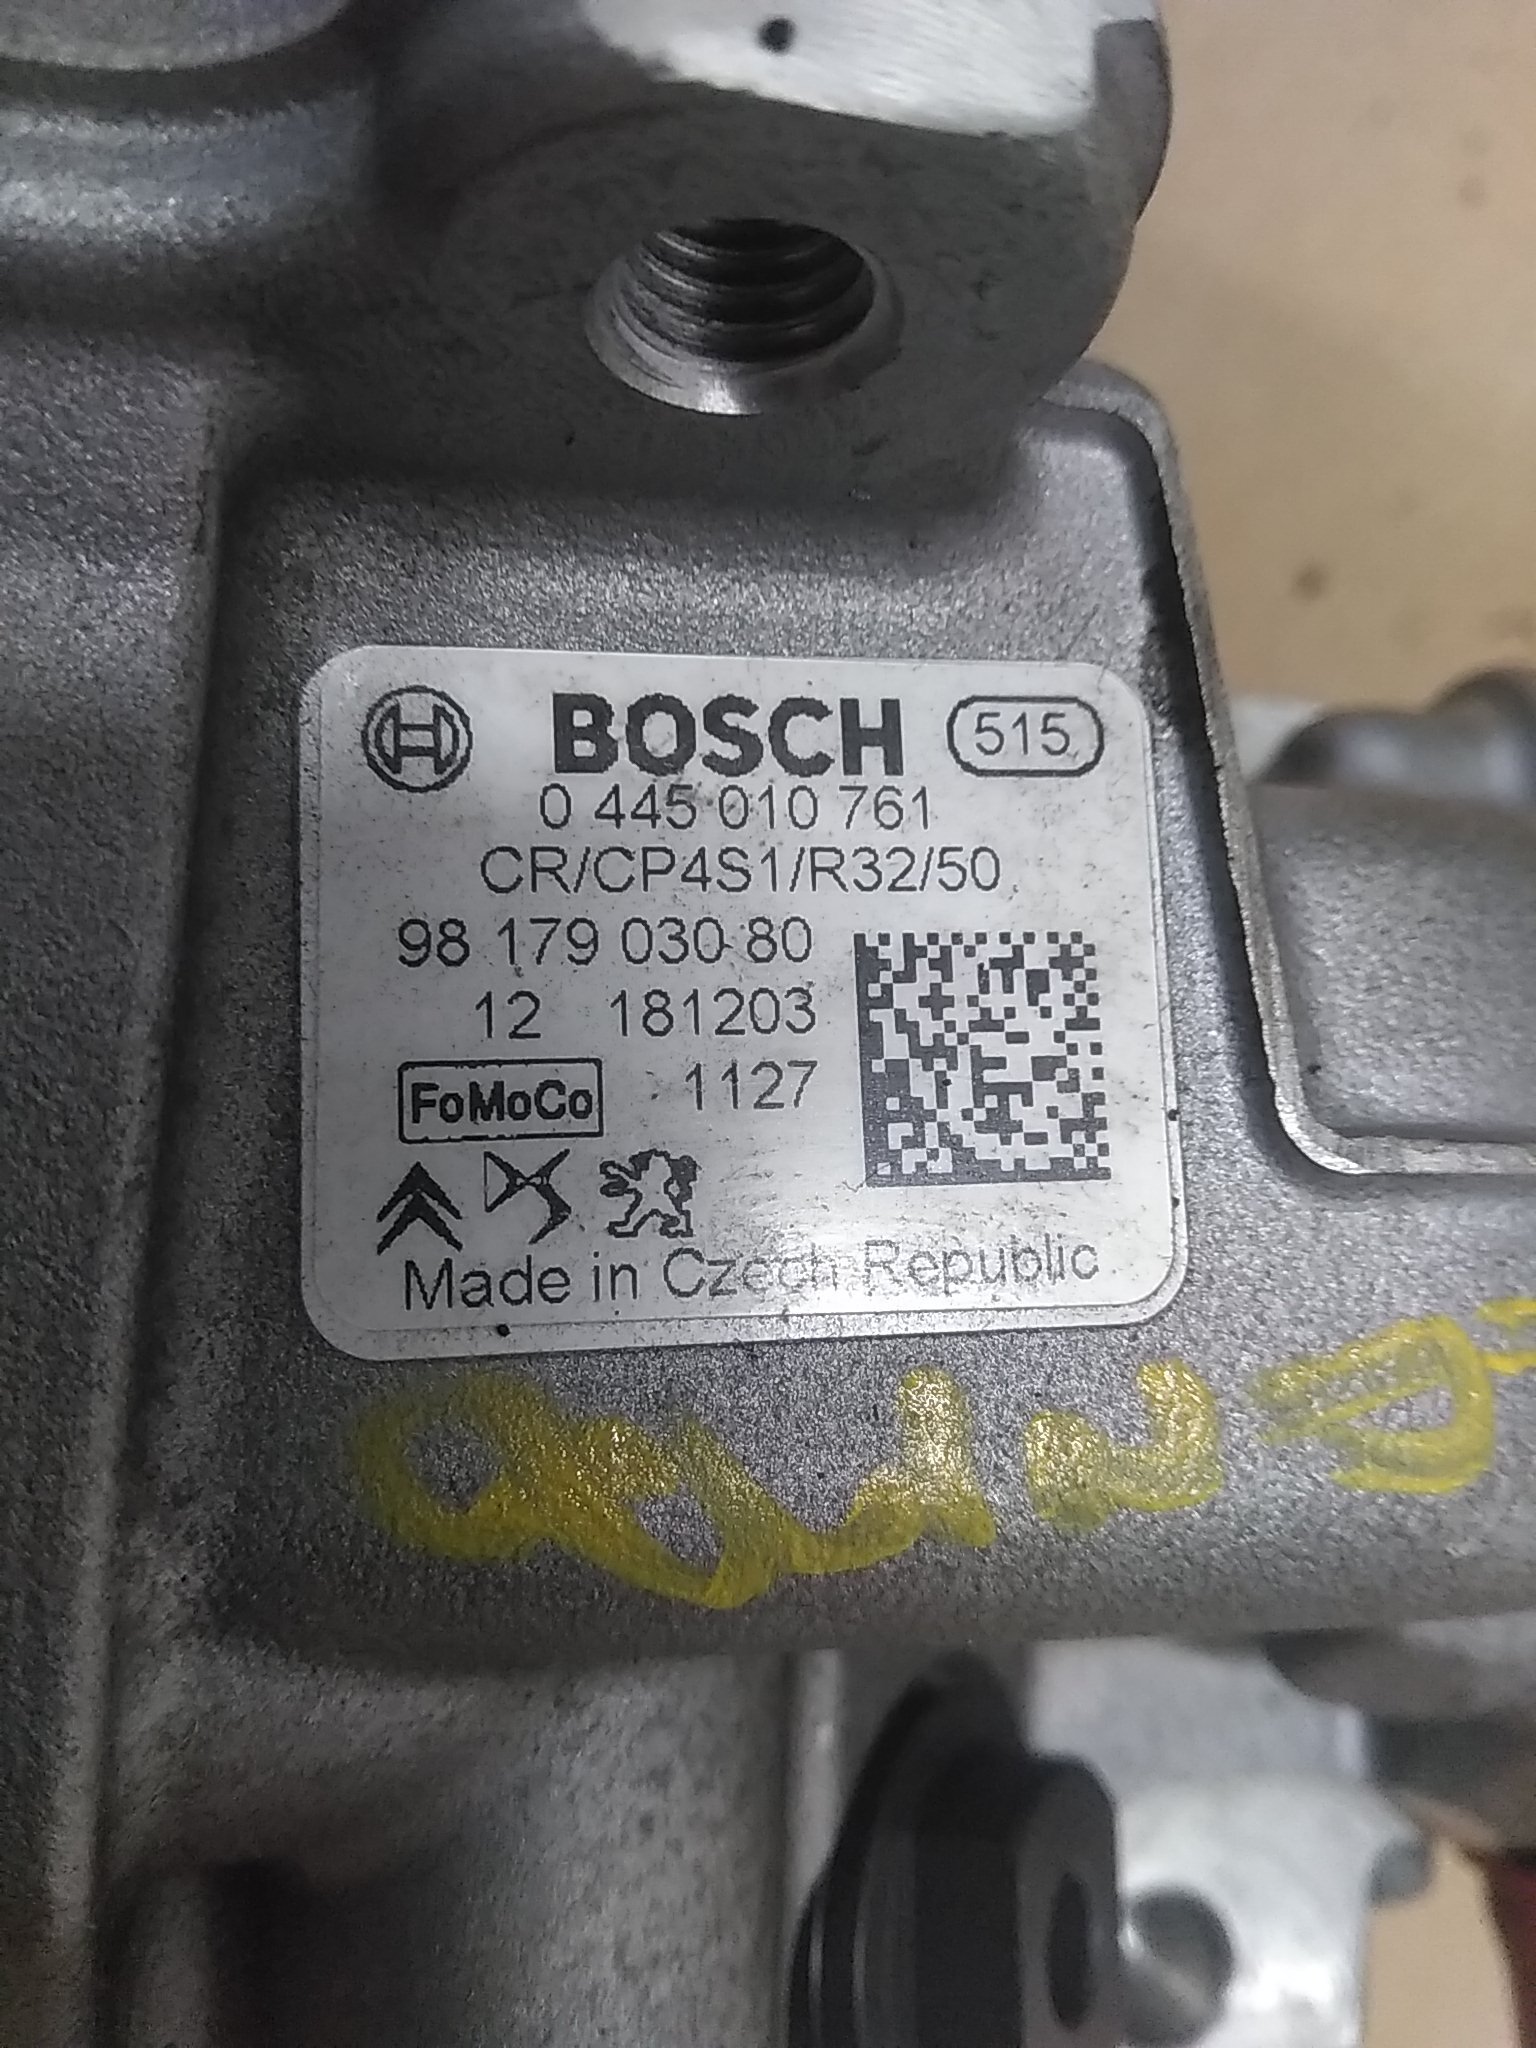 BOSCH 515
0 445 010 761
CR/CP4S1/R32/50
98 179 030 80
12 181203
FoMoCo 1127
Made in Czech Republic